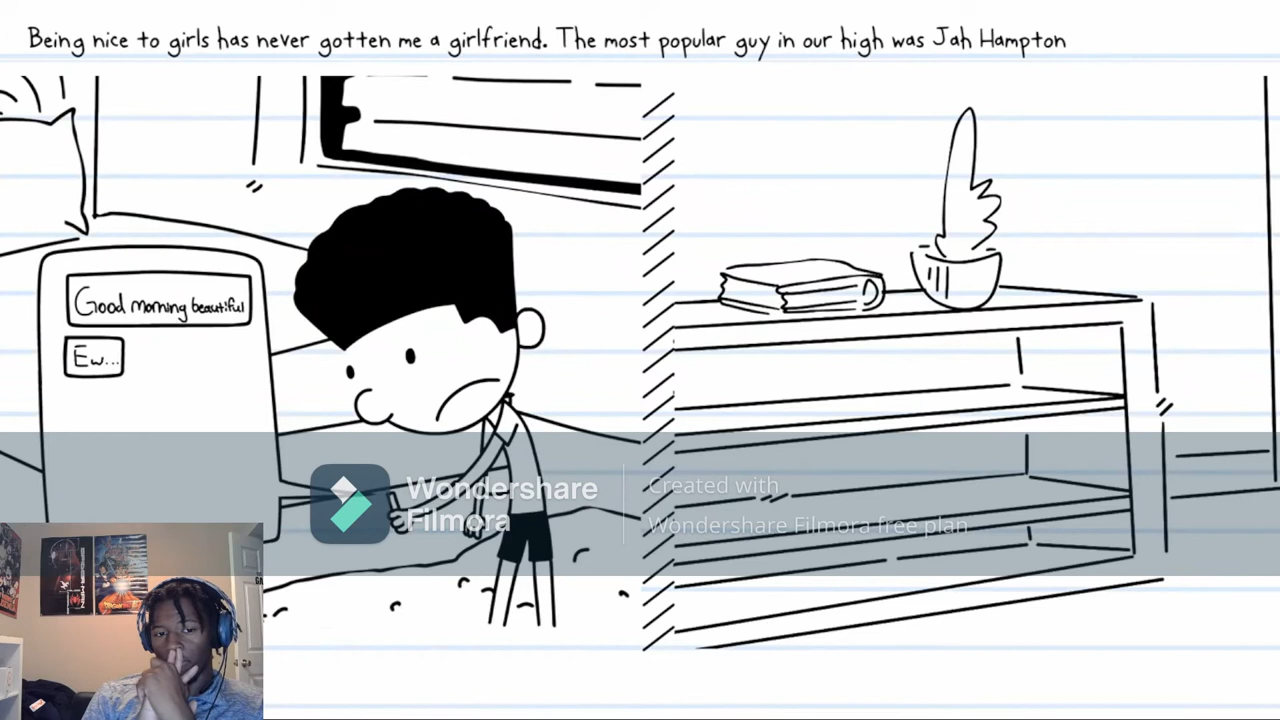 Being nice to girls has never gotten me a girlfriend. The most popular guy in our high was Jah Hampton
Good morning beautiful
Ew...
Wondershare
Filmora
Created with
Wondershare Filmora free plan